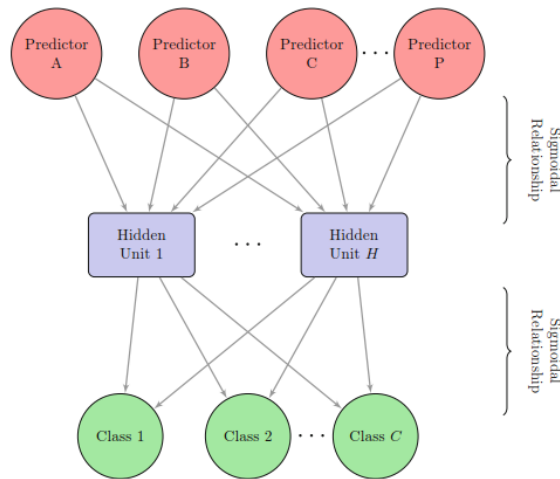 Predictor
A
Predictor
B
Predictor
C
...
Predictor
P
Sigmoidal
Relationship
Hidden
Unit 1
...
Hidden
Unit H
Sigmoidal
Relationship
Class 1
Class 2
...
Class C